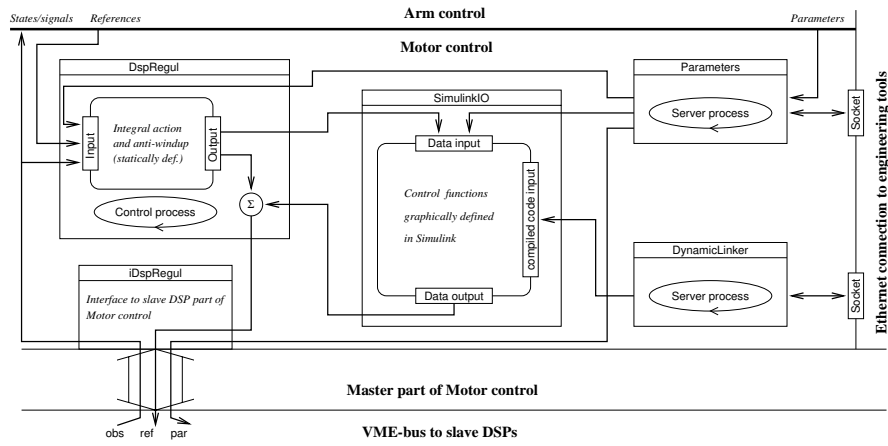 States/signals
References
Arm control
Parameters
Motor control
DspRegul
Integral action
and anti-windup
(statically def.)
Input
Output
Control process
Σ
SimulinkIO
Data input
Control functions
graphically defined
in Simulink
compiled code input
Data output
Parameters
Server process
Socket
DynamicLinker
Server process
Socket
Ethernet connection to engineering tools
iDspRegul
Interface to slave DSP part of
Motor control
Master part of Motor control
obs
ref
par
VME-bus to slave DSPs